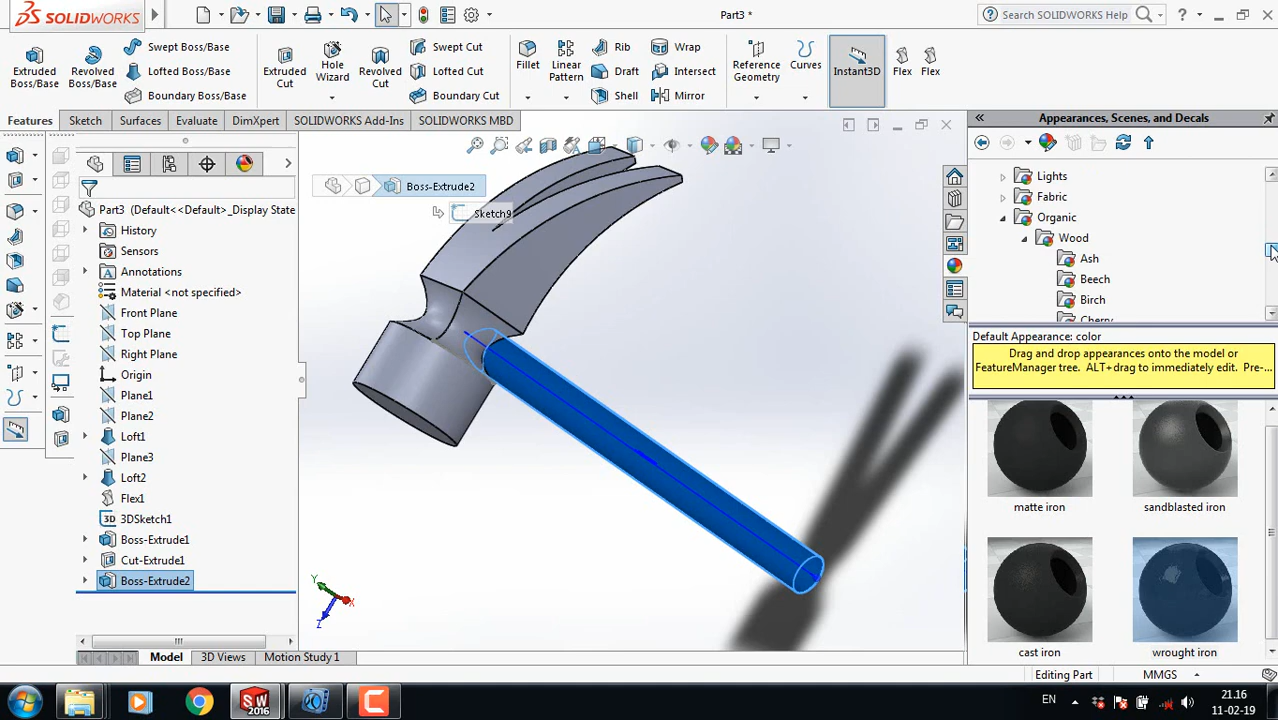 SOLIDWORKS
Part3 *
Search SOLIDWORKS Help
Extruded Boss/Base
Revolved Boss/Base
Swept Boss/Base
Lofted Boss/Base
Boundary Boss/Base
Extruded Cut
Hole Wizard
Revolved Cut
Swept Cut
Lofted Cut
Boundary Cut
Fillet
Linear Pattern
Rib
Draft
Shell
Wrap
Intersect
Mirror
Reference Geometry
Curves
Instant3D
Flex
Flex
Features
Sketch
Surfaces
Evaluate
DimXpert
SOLIDWORKS Add-Ins
SOLIDWORKS MBD
Part3 (Default<<Default>_Display State
History
Sensors
Annotations
Material <not specified>
Front Plane
Top Plane
Right Plane
Origin
Plane1
Plane2
Loft1
Plane3
Loft2
Flex1
3DSketch1
Boss-Extrude1
Cut-Extrude1
Boss-Extrude2
Boss-Extrude2
Sketch9
Y
X
Z
Appearances, Scenes, and Decals
Lights
Fabric
Organic
Wood
Ash
Beech
Birch
Cherry
Default Appearance: color
Drag and drop appearances onto the model or
FeatureManager tree. ALT+drag to immediately edit. Pre-...
matte iron
sandblasted iron
cast iron
wrought iron
Model
3D Views
Motion Study 1
Editing Part
MMGS
SW
2016
EN
21.16
11-02-19